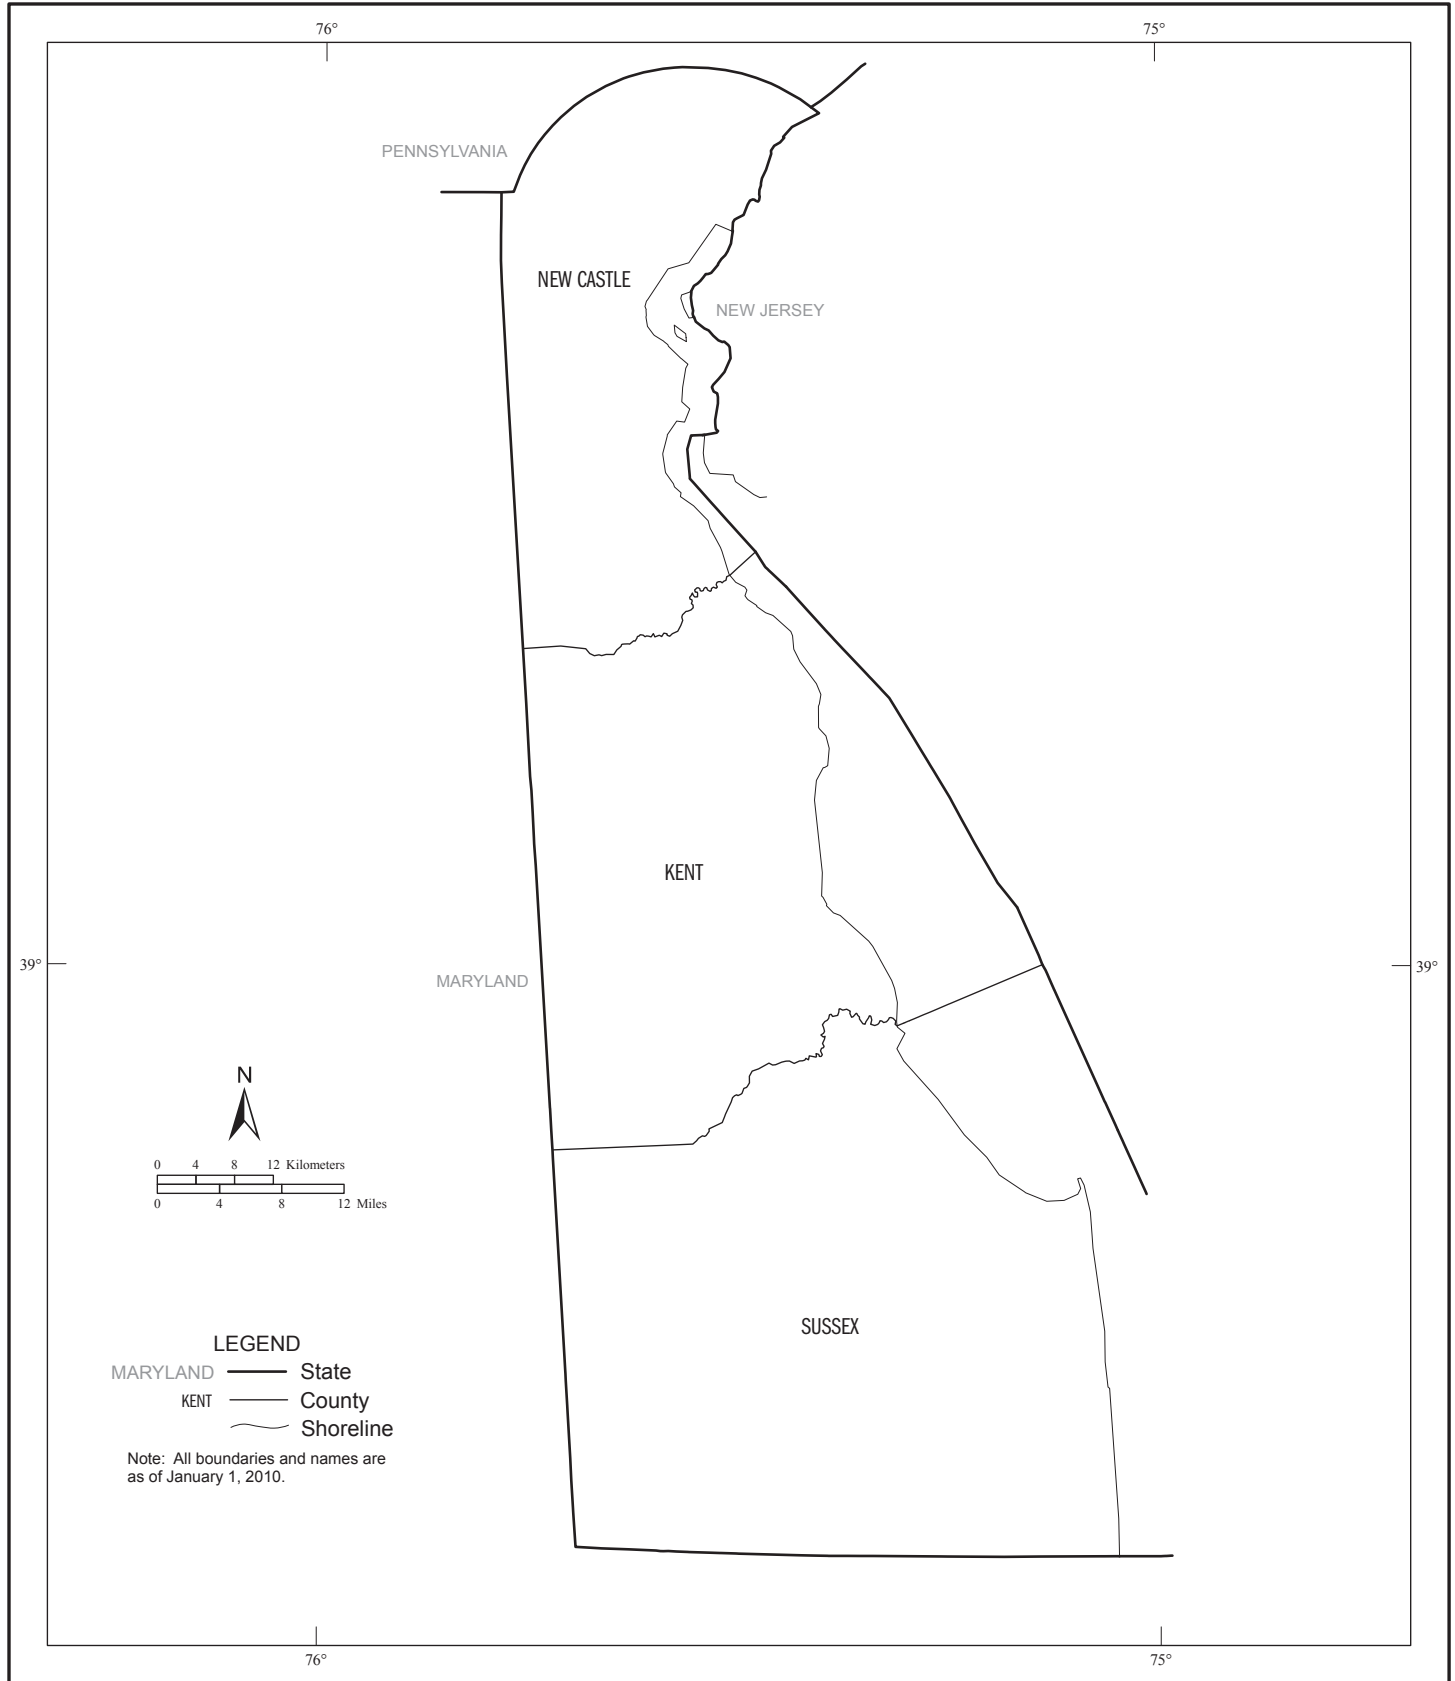 76° 75°
PENNSYLVANIA
NEW CASTLE
NEW JERSEY
KENT
39° 39°
MARYLAND
N
0 4 8 12 Kilometers
0 4 8 12 Miles
SUSSEX
LEGEND
MARYLAND State
KENT County
Shoreline
Note: All boundaries and names are
as of January 1, 2010.
76° 75°